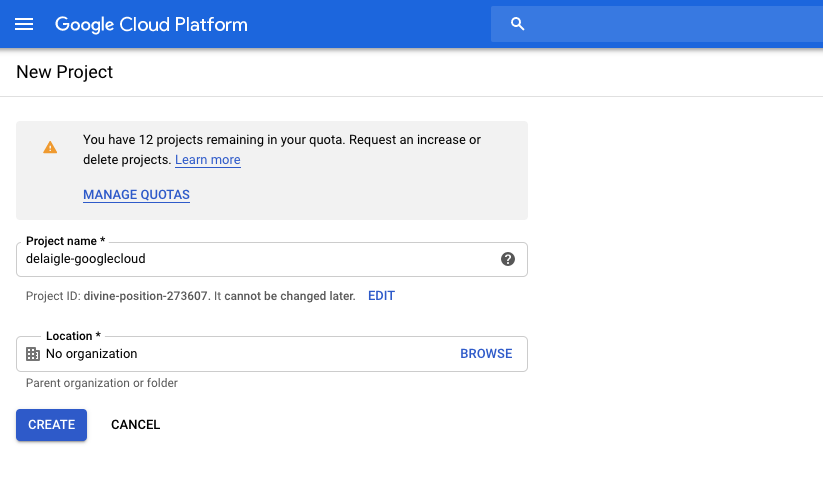 Google Cloud Platform
New Project
You have 12 projects remaining in your quota. Request an increase or
delete projects. Learn more
MANAGE QUOTAS
Project name *
delaigle-googlecloud
Project ID: divine-position-273607. It cannot be changed later. EDIT
Location *
No organization BROWSE
Parent organization or folder
CREATE CANCEL